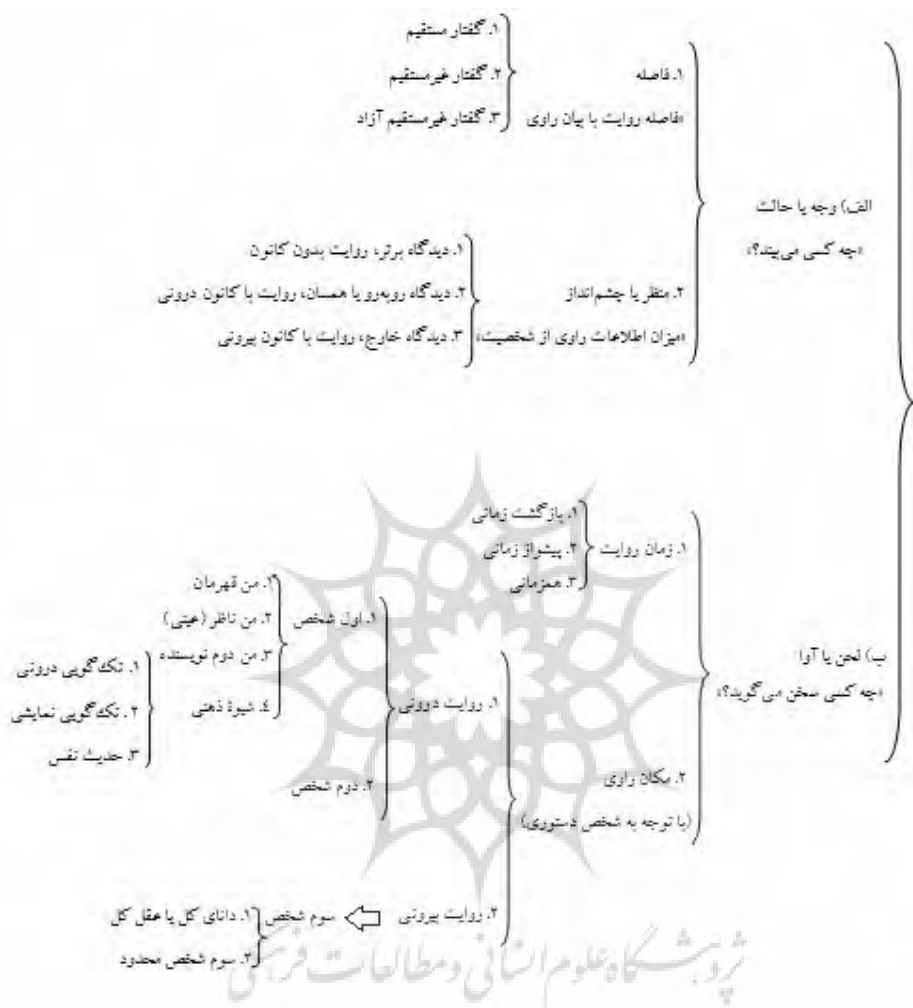 ۱. گفتار مستقیم
۱. فاصله
۲. گفتار غیرمستقیم
«فاصله روایت با بیان راوی
۳. گفتار غیرمستقیم آزاد
الف) وجه یا حالت
«چه کسی می‌بیند؟»
۱. دیدگاه برتر، روایت بدون کانون
۲. منظر یا چشم‌انداز
۲. دیدگاه روبه‌رو یا همسان، روایت با کانون درونی
«میزان اطلاعات راوی از شخصیت»
۳. دیدگاه خارج، روایت با کانون بیرونی
۱. بازگشت زمانی
۱. زمان روایت
۲. پیشواز زمانی
۳. همزمانی
۱. من قهرمان
۱. اول شخص
۲. من ناظر (عینی)
ب) لحن یا آوا
۳. من دوم نویسنده
۱. تک‌گویی درونی
«چه کسی سخن می‌گوید؟»
۱. روایت درونی
۴. شیوۀ ذهنی
۲. تک‌گویی نمایشی
۳. حدیث نفس
۲. مکان راوی
۲. دوم شخص
(با توجه به شخص دستوری)
۲. روایت بیرونی
سوم شخص
۱. دانای کل یا عقل کل
۲. سوم شخص محدود
پژوهشگاه علوم انسانی و مطالعات فرهنگی